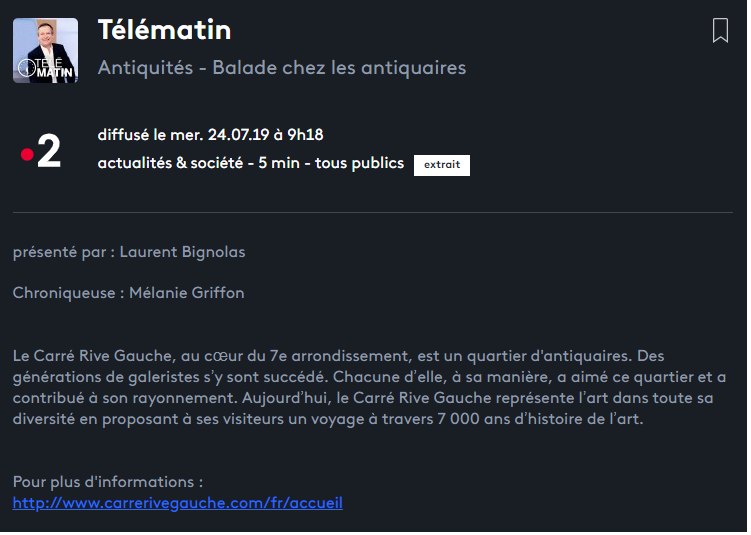 Télématin
Antiquités - Balade chez les antiquaires
TÉLÉ
MATIN
2
diffusé le mer. 24.07.19 à 9h18
actualités & société - 5 min - tous publics extrait
présenté par : Laurent Bignolas
Chroniqueuse : Mélanie Griffon
Le Carré Rive Gauche, au cœur du 7e arrondissement, est un quartier d'antiquaires. Des
générations de galeristes s’y sont succédé. Chacune d’elle, à sa manière, a aimé ce quartier et a
contribué à son rayonnement. Aujourd’hui, le Carré Rive Gauche représente l’art dans toute sa
diversité en proposant à ses visiteurs un voyage à travers 7 000 ans d’histoire de l’art.
Pour plus d'informations :
http://www.carrerivegauche.com/fr/accueil